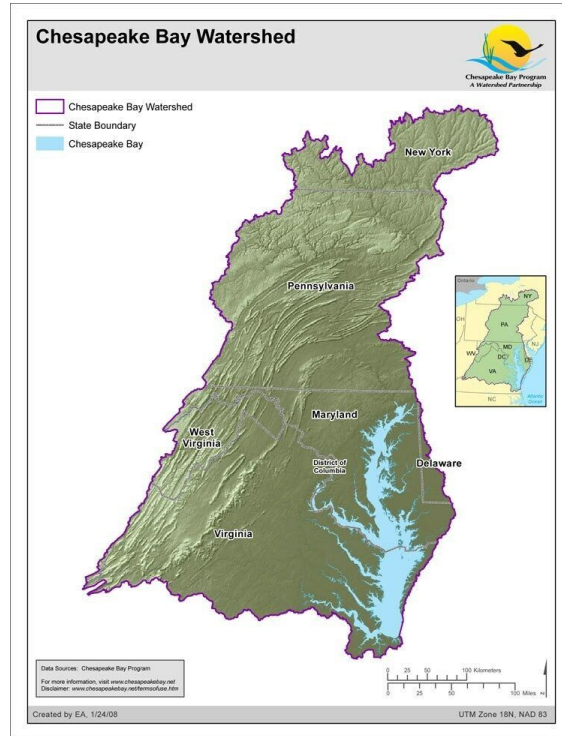 Chesapeake Bay Watershed
Chesapeake Bay Program
A Watershed Partnership
Chesapeake Bay Watershed
State Boundary
Chesapeake Bay
New York
Pennsylvania
Ontario
NY
PA
OH
NJ
MD
WV
DC
DE
VA
NC
Atlantic
Ocean
Maryland
West
Virginia
District of
Columbia
Delaware
Virginia
Data Sources: Chesapeake Bay Program
For more information, visit www.chesapeakebay.net
Disclaimer: www.chesapeakebay.net/termsofuse.htm
0 25 50 100 Kilometers
0 25 50 100 Miles
N
Created by EA, 1/24/08
UTM Zone 18N, NAD 83